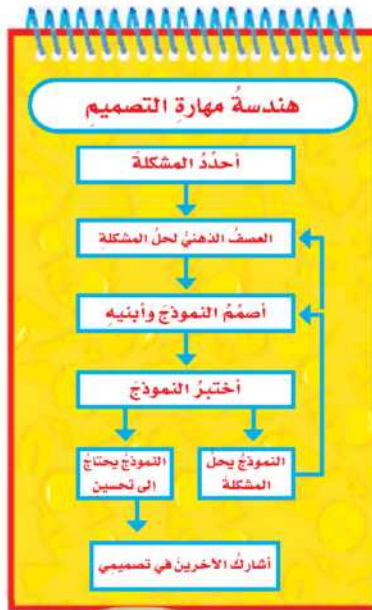 هندسةُ مهارةِ التصميمِ
أحدِّدُ المشكلةَ
العصفُ الذهنيُّ لحلِّ المشكلةِ
أصمِّمُ النموذجَ وأبنيهِ
أختبرُ النموذجَ
النموذجُ يحلُّ
المشكلةَ
النموذجُ يحتاجُ
إلى تحسين
أشاركُ الآخرينَ في تصميمي